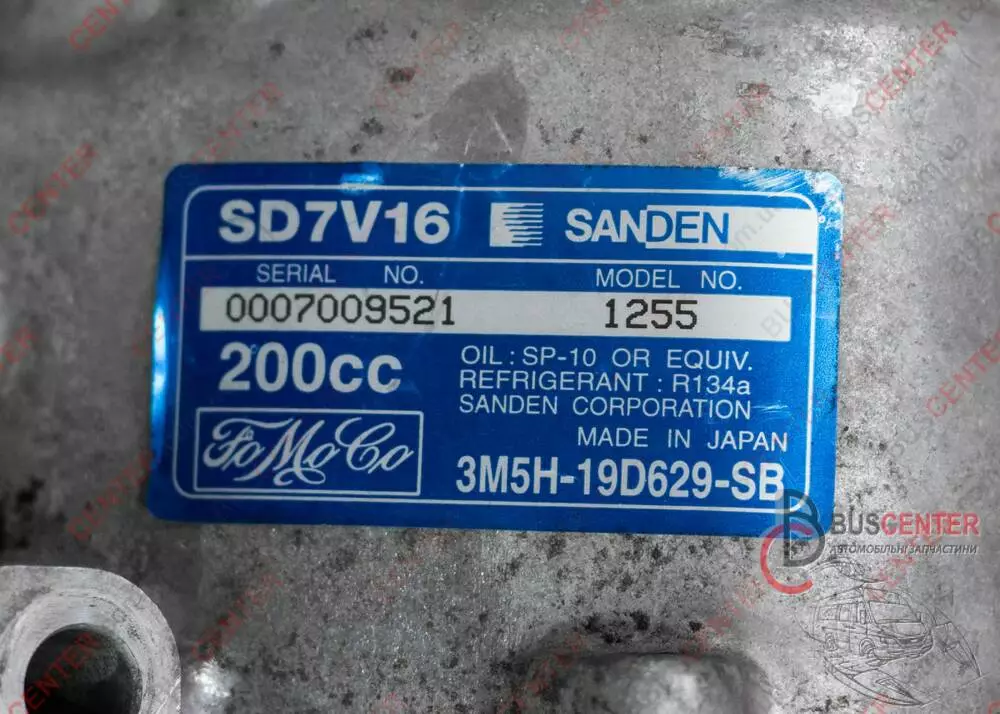 SD7V16 SANDEN
SERIAL NO. MODEL NO.
0007009521 1255
200cc
OIL : SP-10 OR EQUIV.
REFRIGERANT : R134a
SANDEN CORPORATION
MADE IN JAPAN
FoMoCo
3M5H-19D629-SB
BUSCENTER
АВТОМОБІЛЬНІ ЗАПЧАСТИНИ